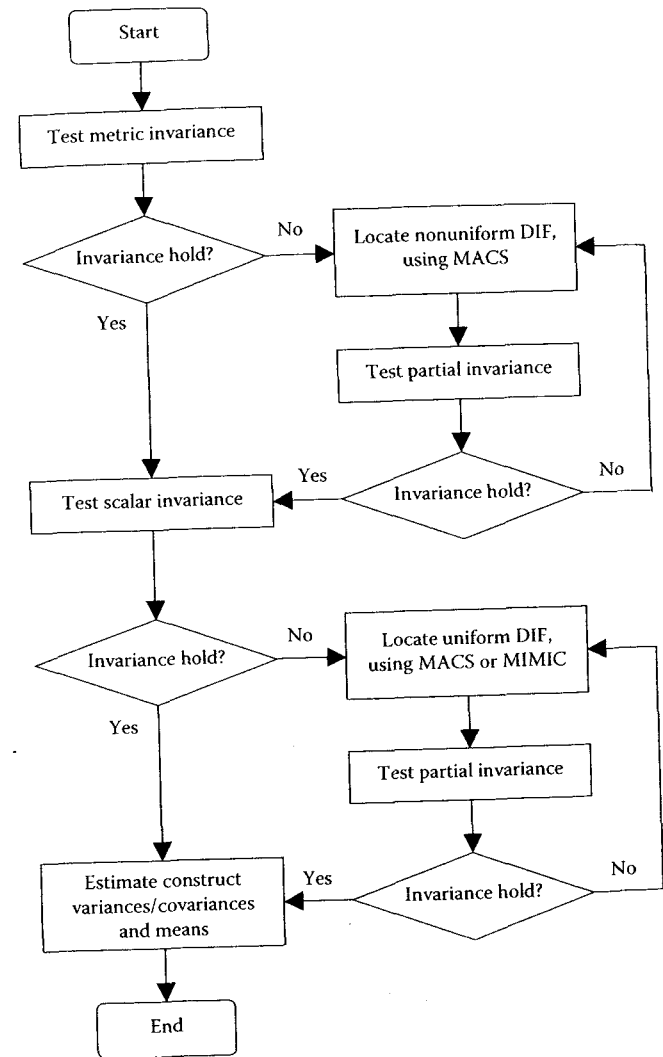 Start
Test metric invariance
Invariance hold?
No
Locate nonuniform DIF,
using MACS
Yes
Test partial invariance
Test scalar invariance
Yes
Invariance hold?
No
Invariance hold?
No
Locate uniform DIF,
using MACS or MIMIC
Yes
Test partial invariance
Estimate construct
variances/covariances
and means
Yes
Invariance hold?
No
End